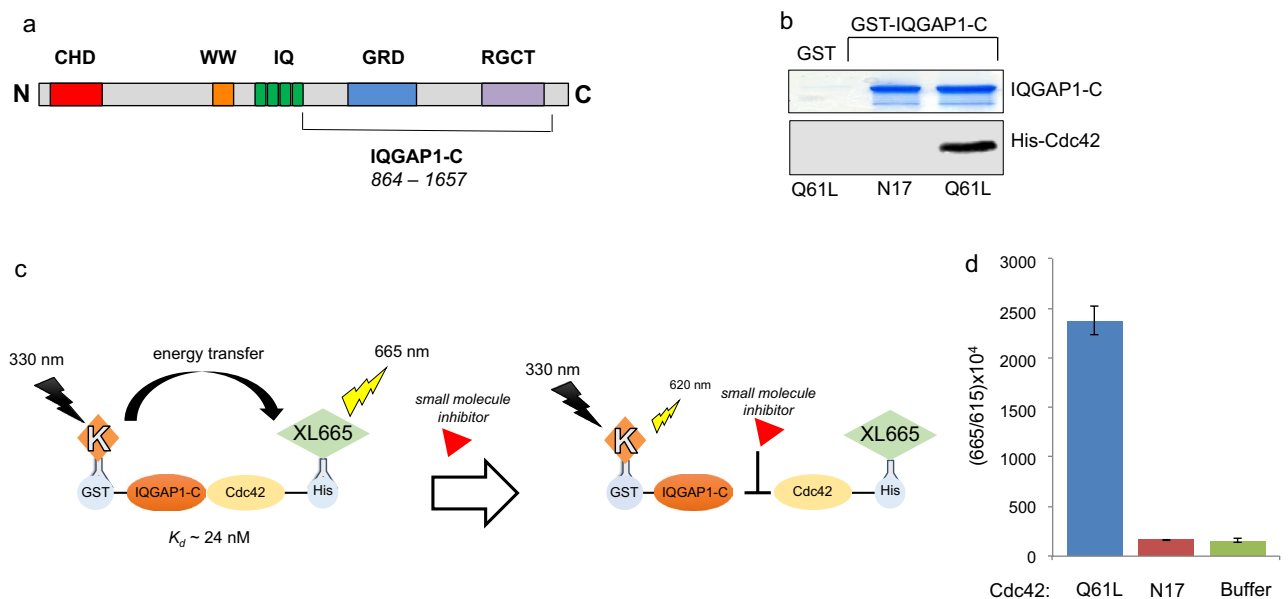 a
CHD WW IQ GRD RGCT
N C
IQGAP1-C
864 – 1657
b
GST-IQGAP1-C
GST
IQGAP1-C
His-Cdc42
Q61L N17 Q61L
c
330 nm
energy transfer
665 nm
K
XL665
GST IQGAP1-C Cdc42 His
Kd ~ 24 nM
small molecule
inhibitor
330 nm
620 nm
small molecule
inhibitor
K
XL665
GST IQGAP1-C Cdc42 His
d
(665/615)x10⁴
3000
2500
2000
1500
1000
500
0
Cdc42: Q61L N17 Buffer